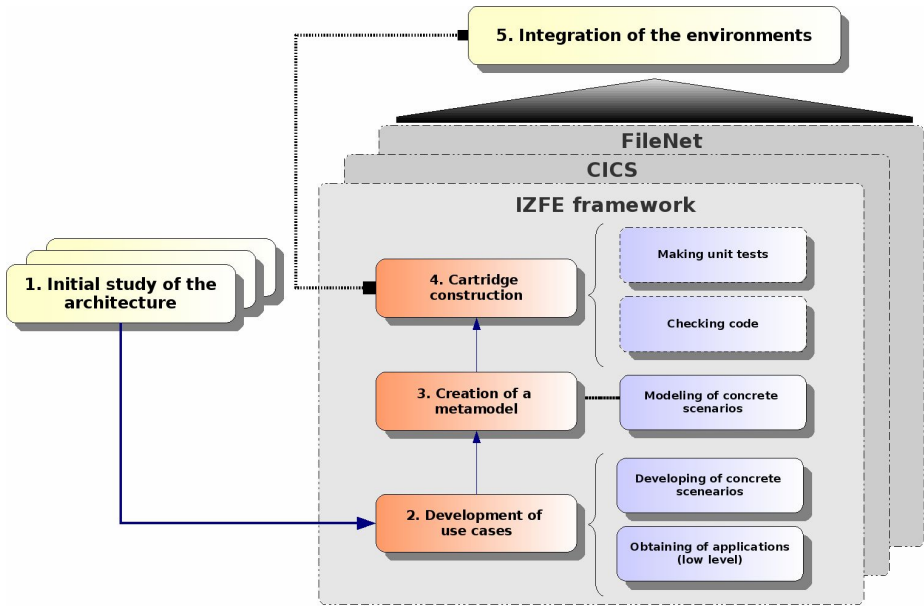 5. Integration of the environments
FileNet
CICS
IZFE framework
1. Initial study of the
architecture
4. Cartridge
construction
Making unit tests
Checking code
3. Creation of a
metamodel
Modeling of concrete
scenarios
2. Development of
use cases
Developing of concrete
scenearios
Obtaining of applications
(low level)